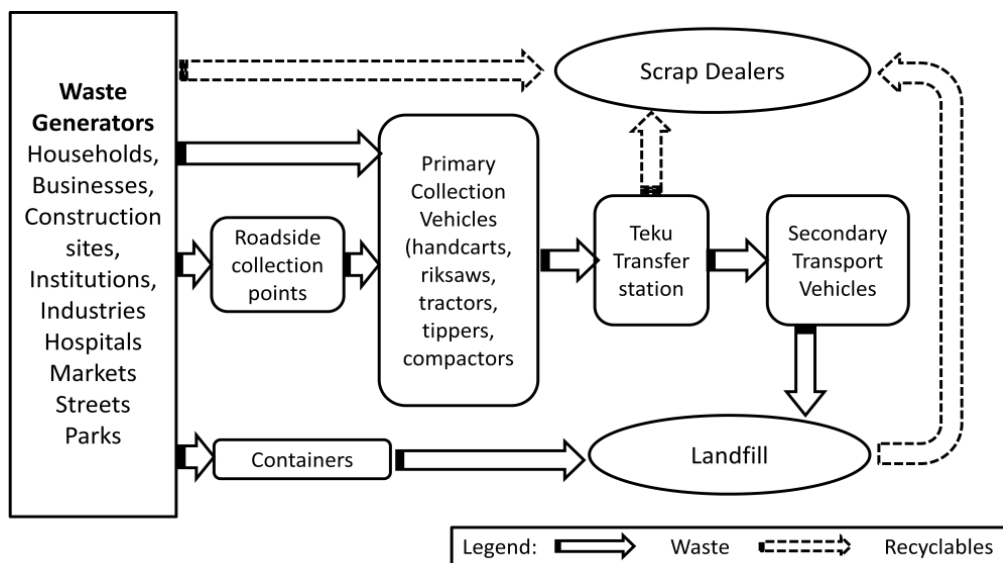 Waste
Generators
Households,
Businesses,
Construction
sites,
Institutions,
Industries
Hospitals
Markets
Streets
Parks
Scrap Dealers
Roadside
collection
points
Primary
Collection
Vehicles
(handcarts,
riksaws,
tractors,
tippers,
compactors
Teku
Transfer
station
Secondary
Transport
Vehicles
Containers
Landfill
Legend: Waste Recyclables